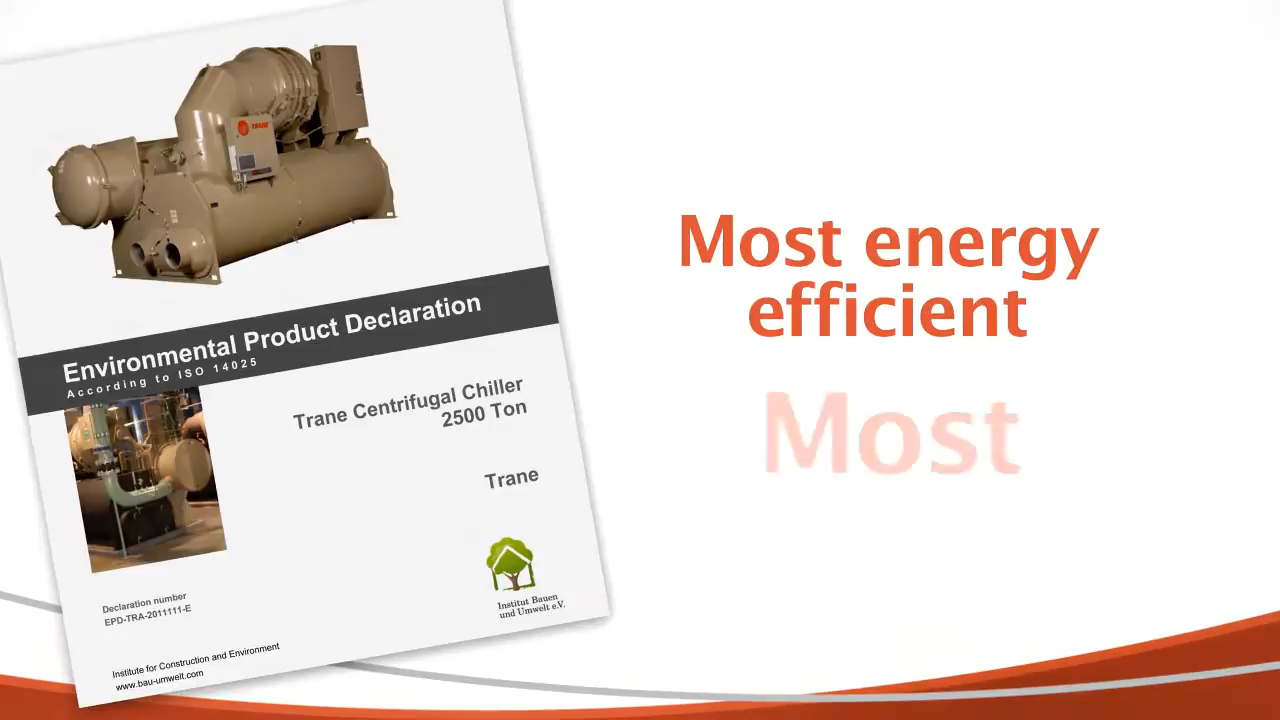 TRANE
Environmental Product Declaration
According to ISO 14025
Trane Centrifugal Chiller
2500 Ton
Trane
Declaration number
EPD-TRA-2011111-E
Institut Bauen
und Umwelt e.V.
Institute for Construction and Environment
www.bau-umwelt.com
Most energy
efficient
Most